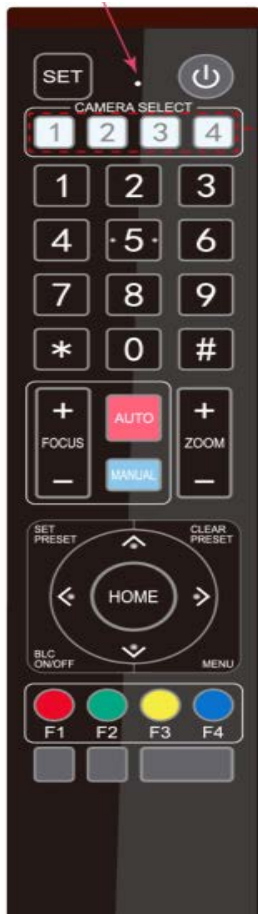 SET
CAMERA SELECT
1 2 3 4
1 2 3
4 ·5· 6
7 8 9
* 0 #
+ AUTO +
FOCUS ZOOM
- MANUAL -
SET PRESET CLEAR PRESET
HOME
BLC ON/OFF MENU
F1 F2 F3 F4